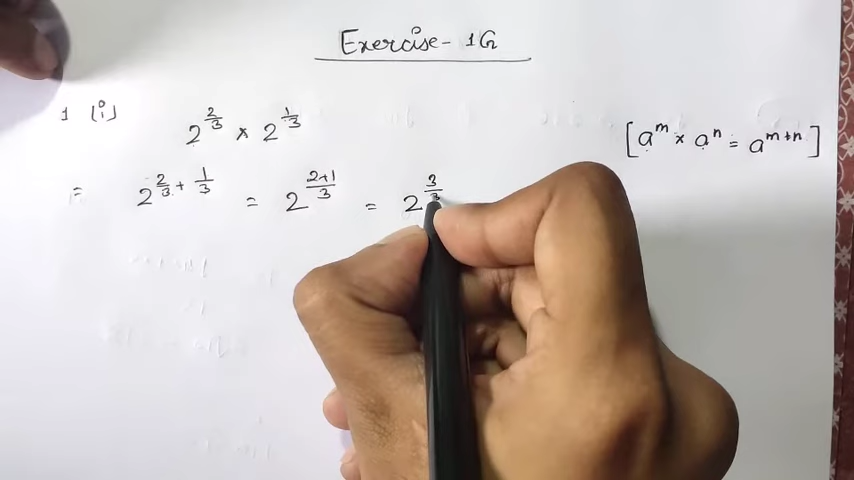 Exercise - 1G
1 (i) 2^{2/3} × 2^{1/3} [a^m × a^n = a^{m+n}]
= 2^{2/3 + 1/3} = 2^{(2+1)/3} = 2^{3/3}